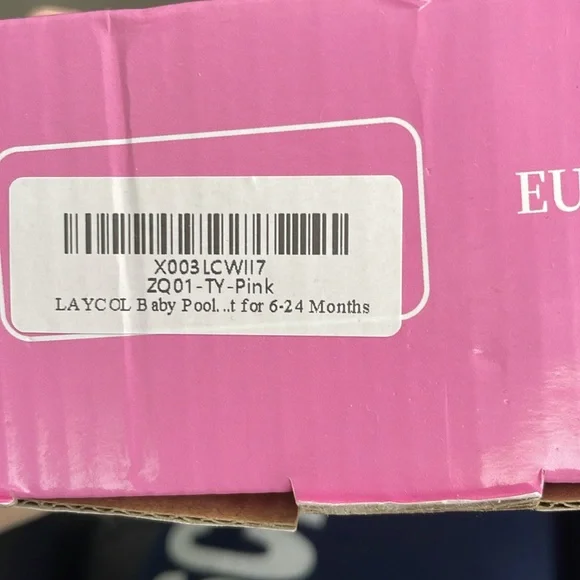 X003LCWII7
ZQ01-TY-Pink
LAYCOL Baby Pool...t for 6-24 Months
EU